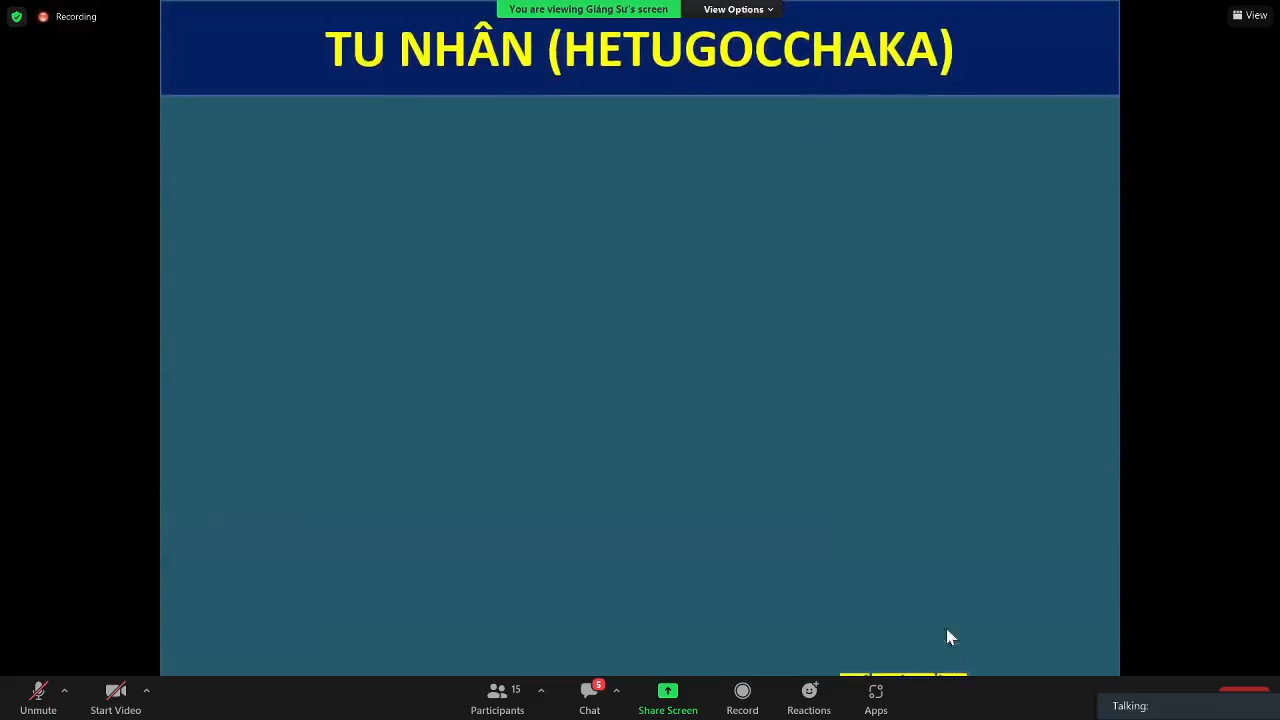 You are viewing Giảng Sư's screen
View Options
Recording
View
TU NHÂN (HETUGOCCHAKA)
15
5
Unmute
Start Video
Participants
Chat
Share Screen
Record
Reactions
Apps
Talking: